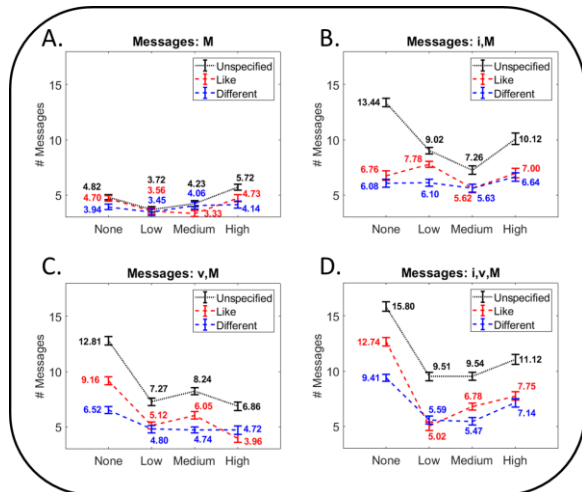 A.
Messages: M
# Messages
15
10
5
Unspecified
Like
Different
4.82
4.70
3.94
3.72
3.56
3.45
4.23
4.06
3.33
5.72
4.73
4.14
None Low Medium High
B.
Messages: i,M
# Messages
15
10
5
Unspecified
Like
Different
13.44
6.76
6.08
9.02
7.78
6.10
7.26
5.62
5.63
10.12
7.00
6.64
None Low Medium High
C.
Messages: v,M
# Messages
15
10
5
Unspecified
Like
Different
12.81
9.16
6.52
7.27
5.12
4.80
8.24
6.05
4.74
6.86
4.72
3.96
None Low Medium High
D.
Messages: i,v,M
# Messages
15
10
5
Unspecified
Like
Different
15.80
12.74
9.41
9.51
5.59
5.02
9.54
6.78
5.47
11.12
7.75
7.14
None Low Medium High